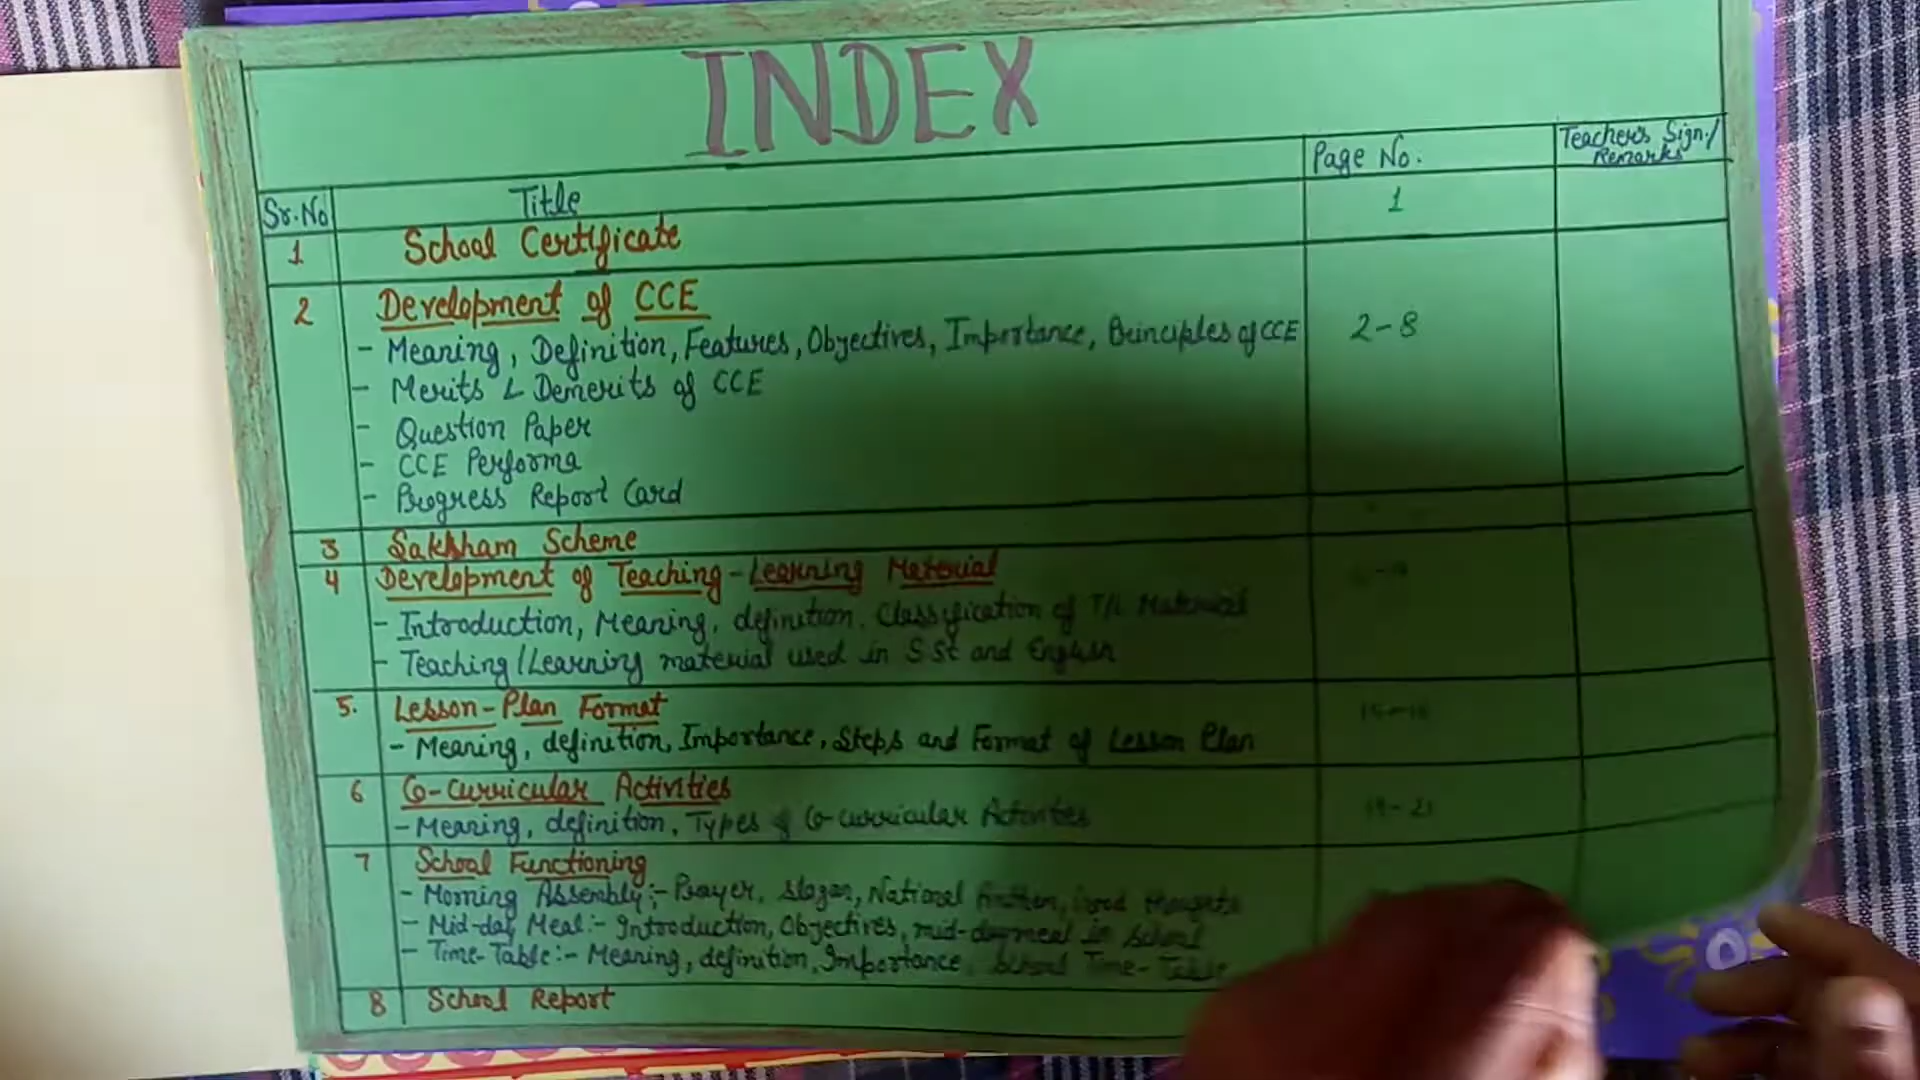 INDEX
Sr.No Title Page No. Teacher's Sign./ Remarks
1 School Certificate 1
2 Development of CCE
- Meaning, Definition, Features, Objectives, Importance, Principles of CCE 2-8
- Merits & Demerits of CCE
- Question Paper
- CCE Performa
- Progress Report Card
3 Saksham Scheme
4 Development of Teaching-Learning Material
- Introduction, Meaning, definition, Classification of T/L Material
- Teaching/Learning material used in S.St and English
5. Lesson-Plan Format
- Meaning, definition, Importance, Steps and Format of Lesson Plan
6 Co-curricular Activities
- Meaning, definition, Types of Co-curricular Activities 19-21
7 School Functioning
- Morning Assembly:- Prayer, Slogan, National Anthem, Good thoughts
- Mid-day Meal:- Introduction, Objectives, mid-day meal in school
- Time-Table:- Meaning, definition, Importance, School Time-Table
8 School Report